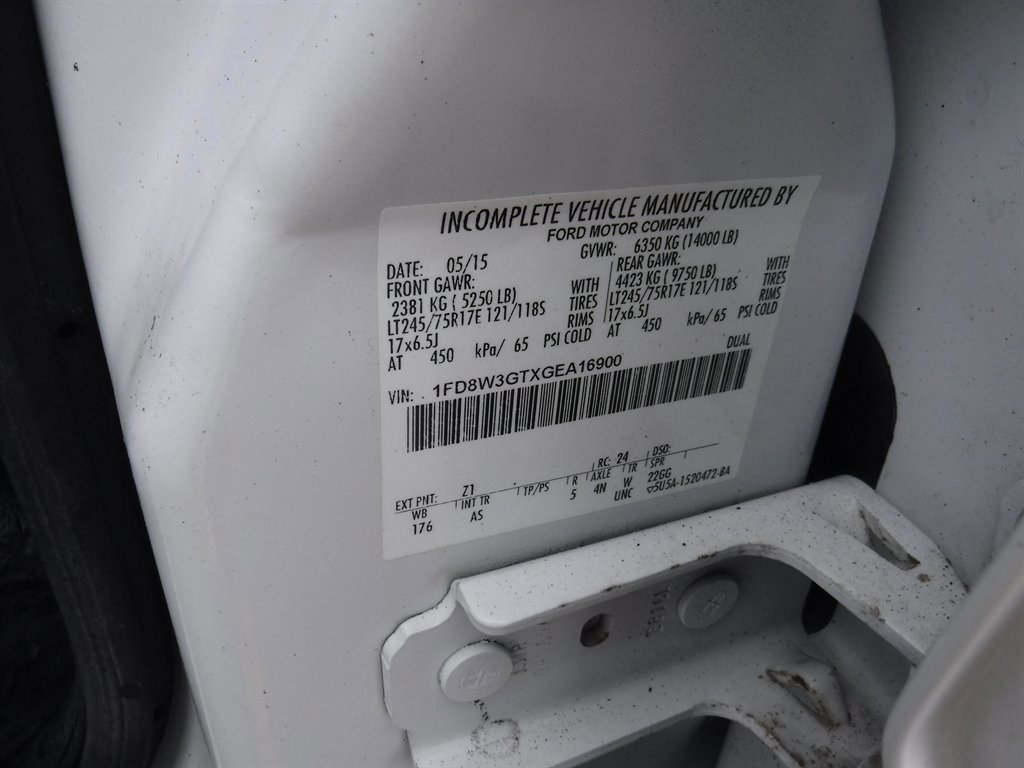 INCOMPLETE VEHICLE MANUFACTURED BY
FORD MOTOR COMPANY
DATE: 05/15 GVWR: 6350 KG (14000 LB)
FRONT GAWR: REAR GAWR:
2381 KG ( 5250 LB) WITH 4423 KG ( 9750 LB) WITH
LT245/75R17E 121/118S TIRES LT245/75R17E 121/118S TIRES
17x6.5J RIMS 17x6.5J RIMS
AT 450 kPa/ 65 PSI COLD AT 450 kPa/ 65 PSI COLD
DUAL
VIN: 1FD8W3GTXGEA16900
EXT PNT: Z1 RC: 24 DSO:
WB INT TR TP/PS R AXLE TR SPR
176 AS 5 4N W 22GG
UNC 5U5A-1520472-BA